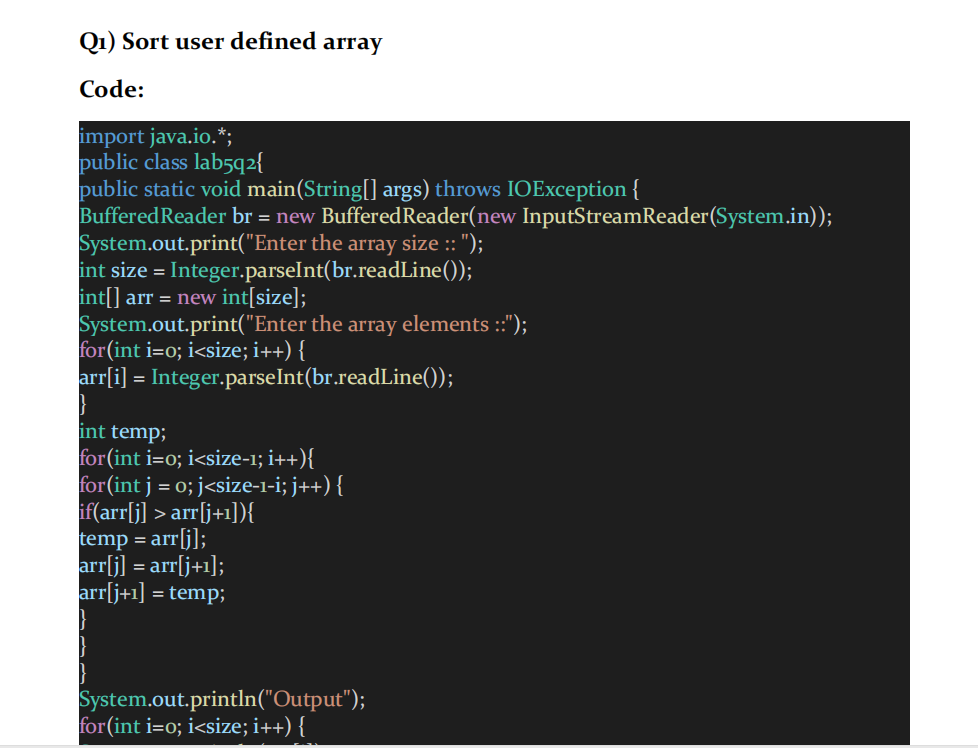 Q1) Sort user defined array
Code:
import java.io.*;
public class lab5q2{
public static void main(String[] args) throws IOException {
BufferedReader br = new BufferedReader(new InputStreamReader(System.in));
System.out.print("Enter the array size :: ");
int size = Integer.parseInt(br.readLine());
int[] arr = new int[size];
System.out.print("Enter the array elements ::");
for(int i=0; i<size; i++) {
arr[i] = Integer.parseInt(br.readLine());
}
int temp;
for(int i=0; i<size-1; i++){
for(int j = 0; j<size-1-i; j++) {
if(arr[j] > arr[j+1]){
temp = arr[j];
arr[j] = arr[j+1];
arr[j+1] = temp;
}
}
}
System.out.println("Output");
for(int i=0; i<size; i++) {